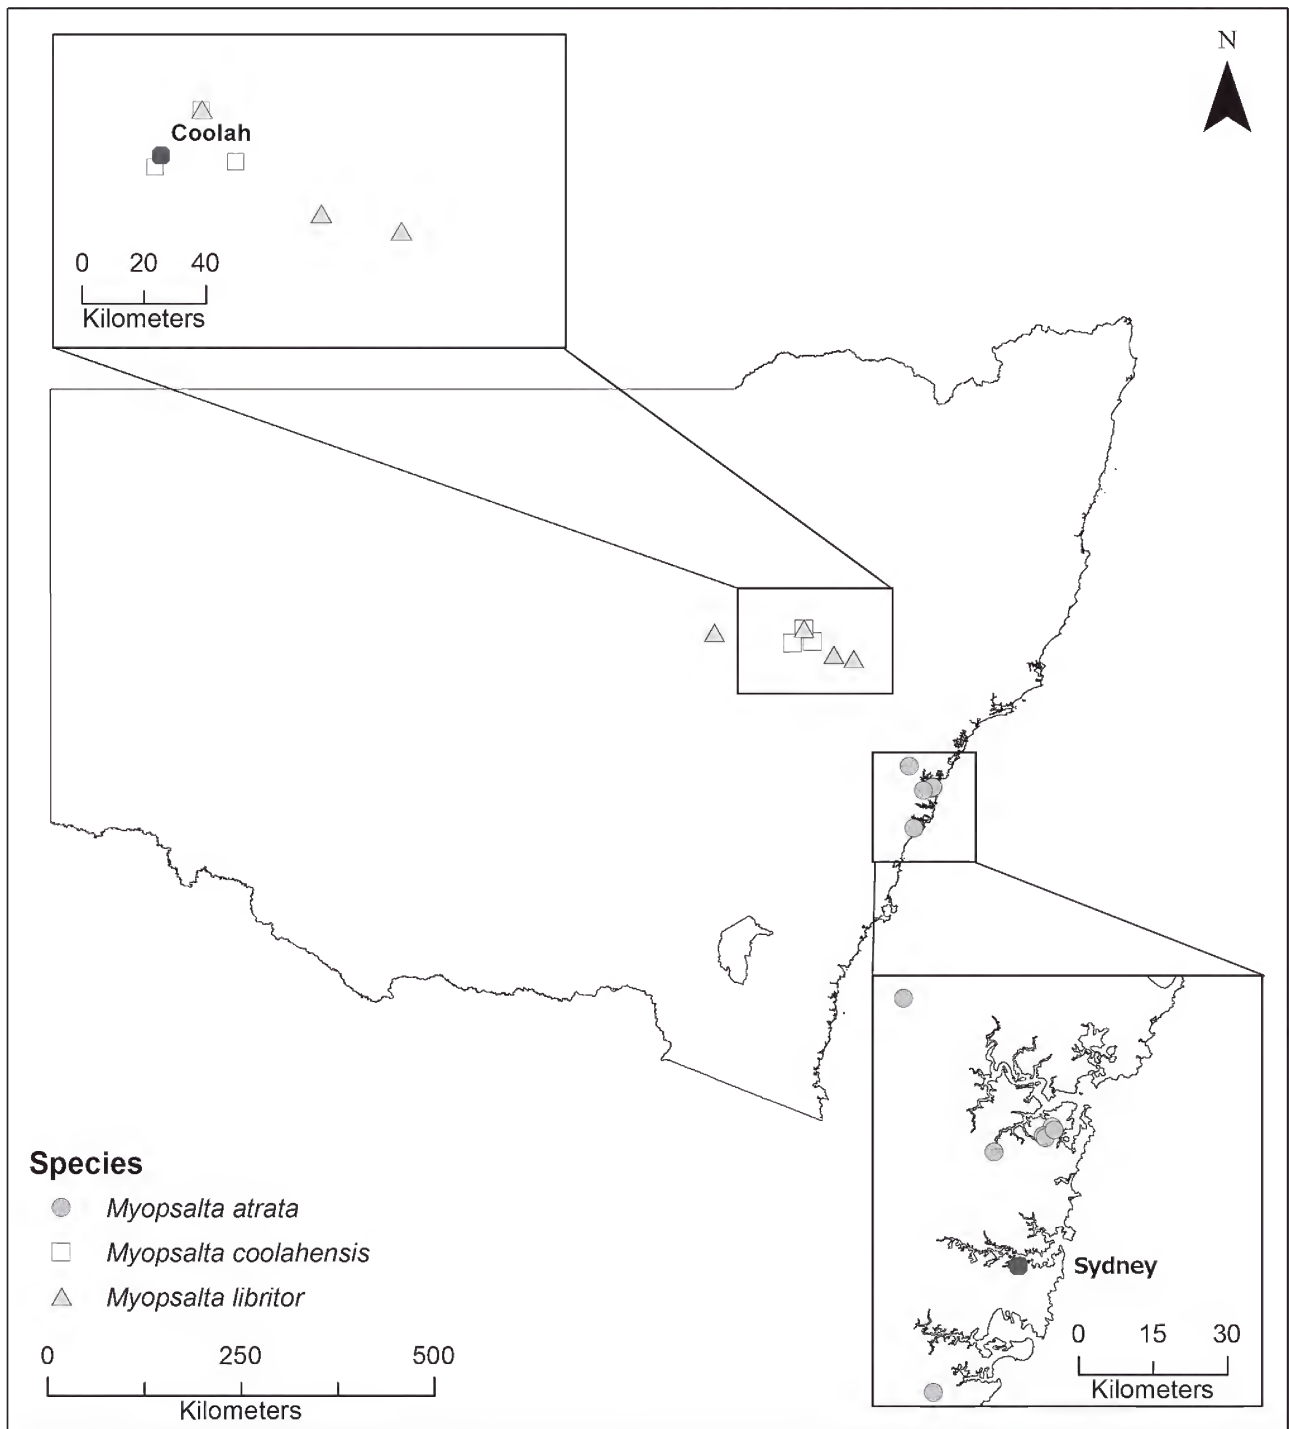 N
Coolah
0 20 40
Kilometers
Species
Myopsalta atrata
Myopsalta coolahensis
Myopsalta libritor
0 250 500
Kilometers
Sydney
0 15 30
Kilometers